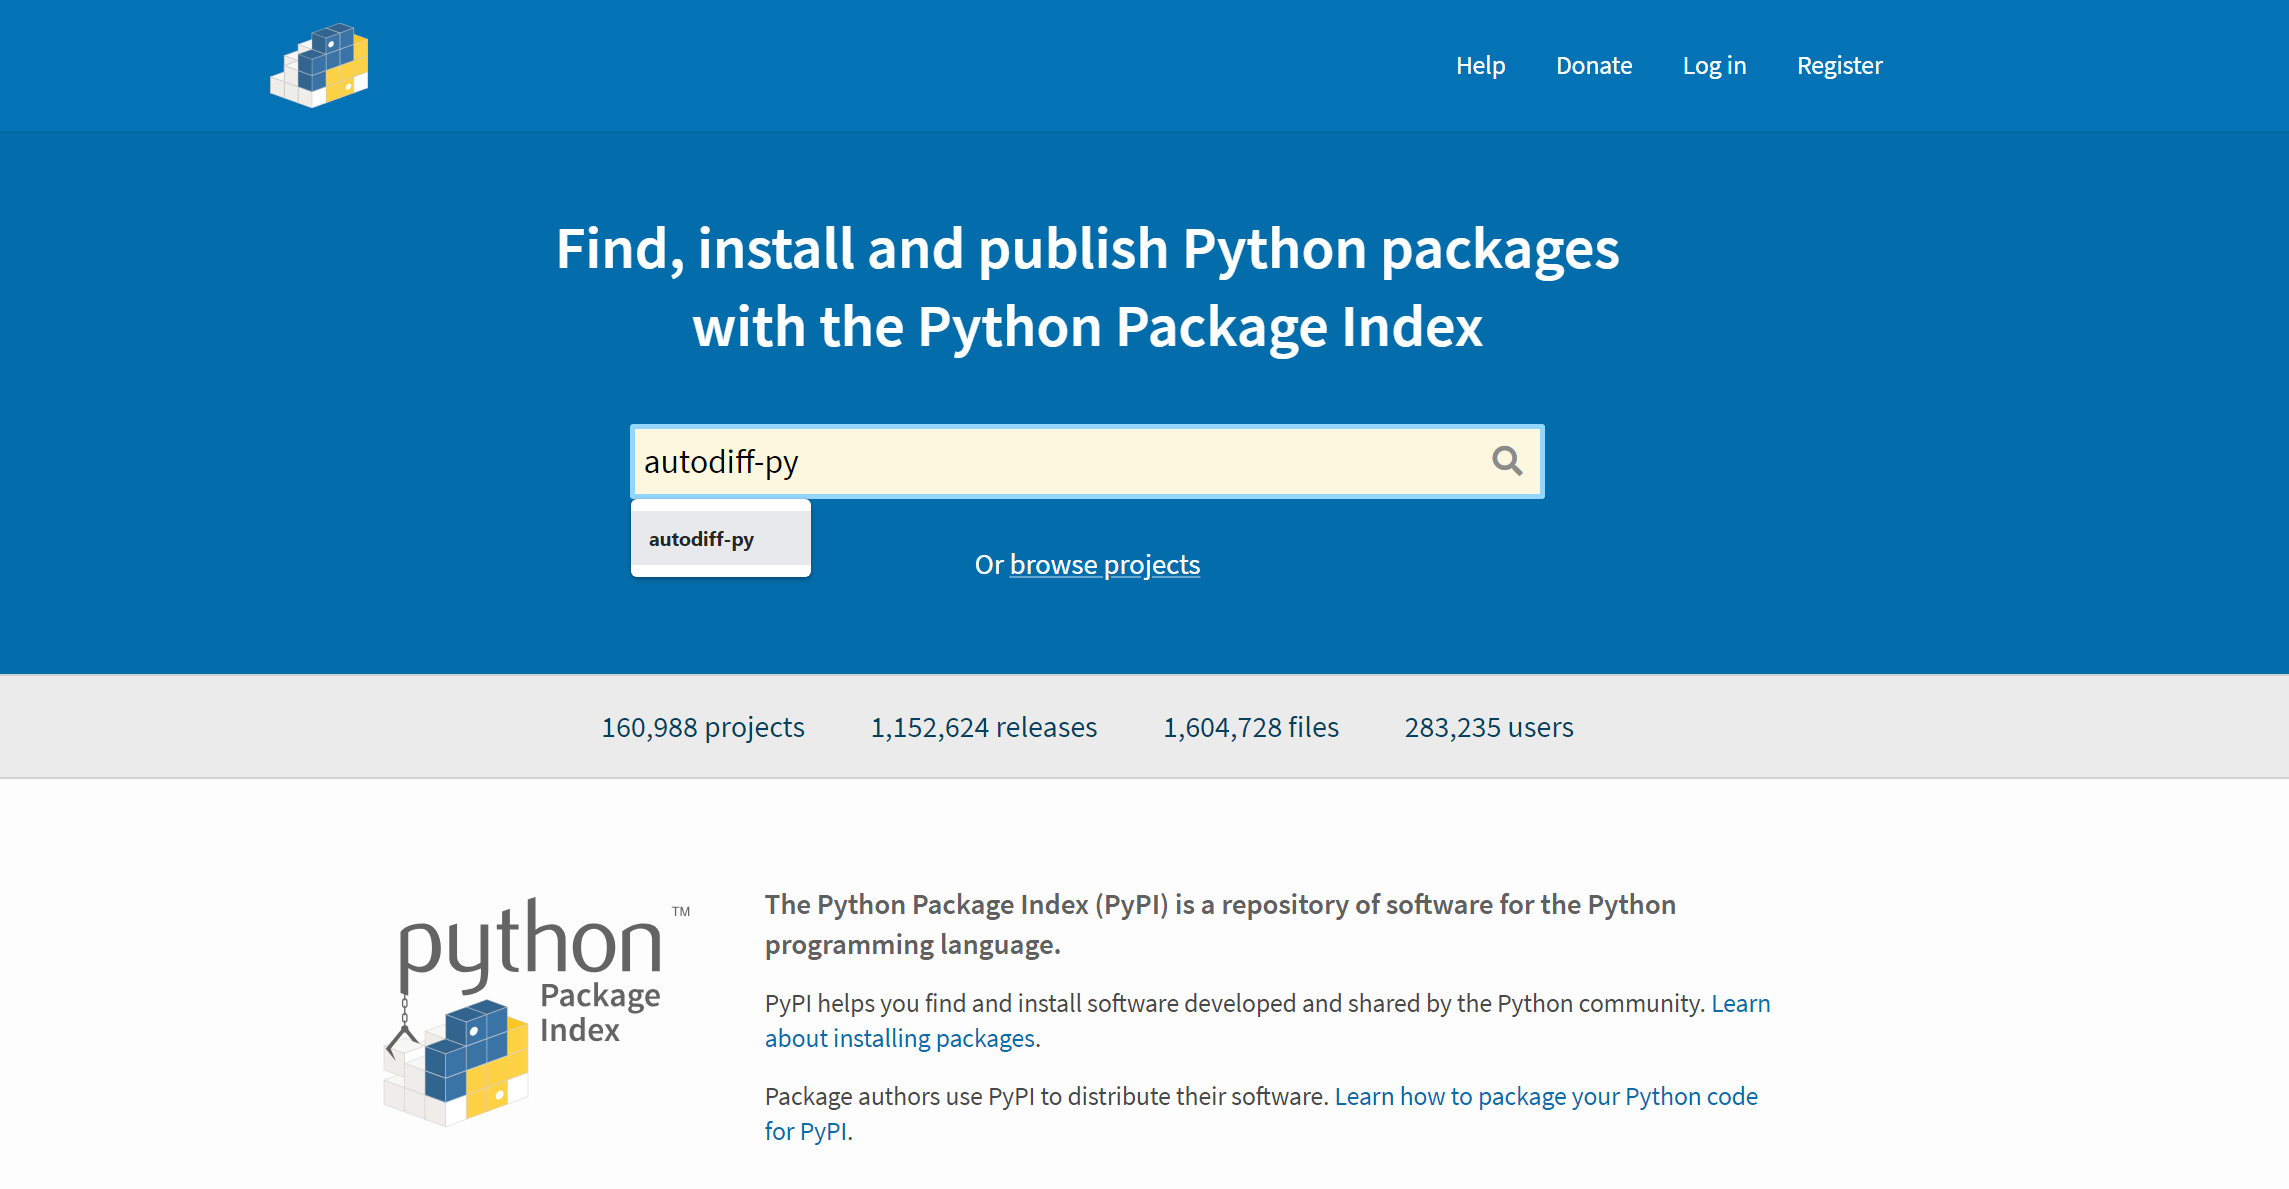 Help Donate Log in Register
Find, install and publish Python packages
with the Python Package Index
autodiff-py
autodiff-py
Or browse projects
160,988 projects 1,152,624 releases 1,604,728 files 283,235 users
python TM
Package
Index
The Python Package Index (PyPI) is a repository of software for the Python
programming language.
PyPI helps you find and install software developed and shared by the Python community. Learn
about installing packages.
Package authors use PyPI to distribute their software. Learn how to package your Python code
for PyPI.